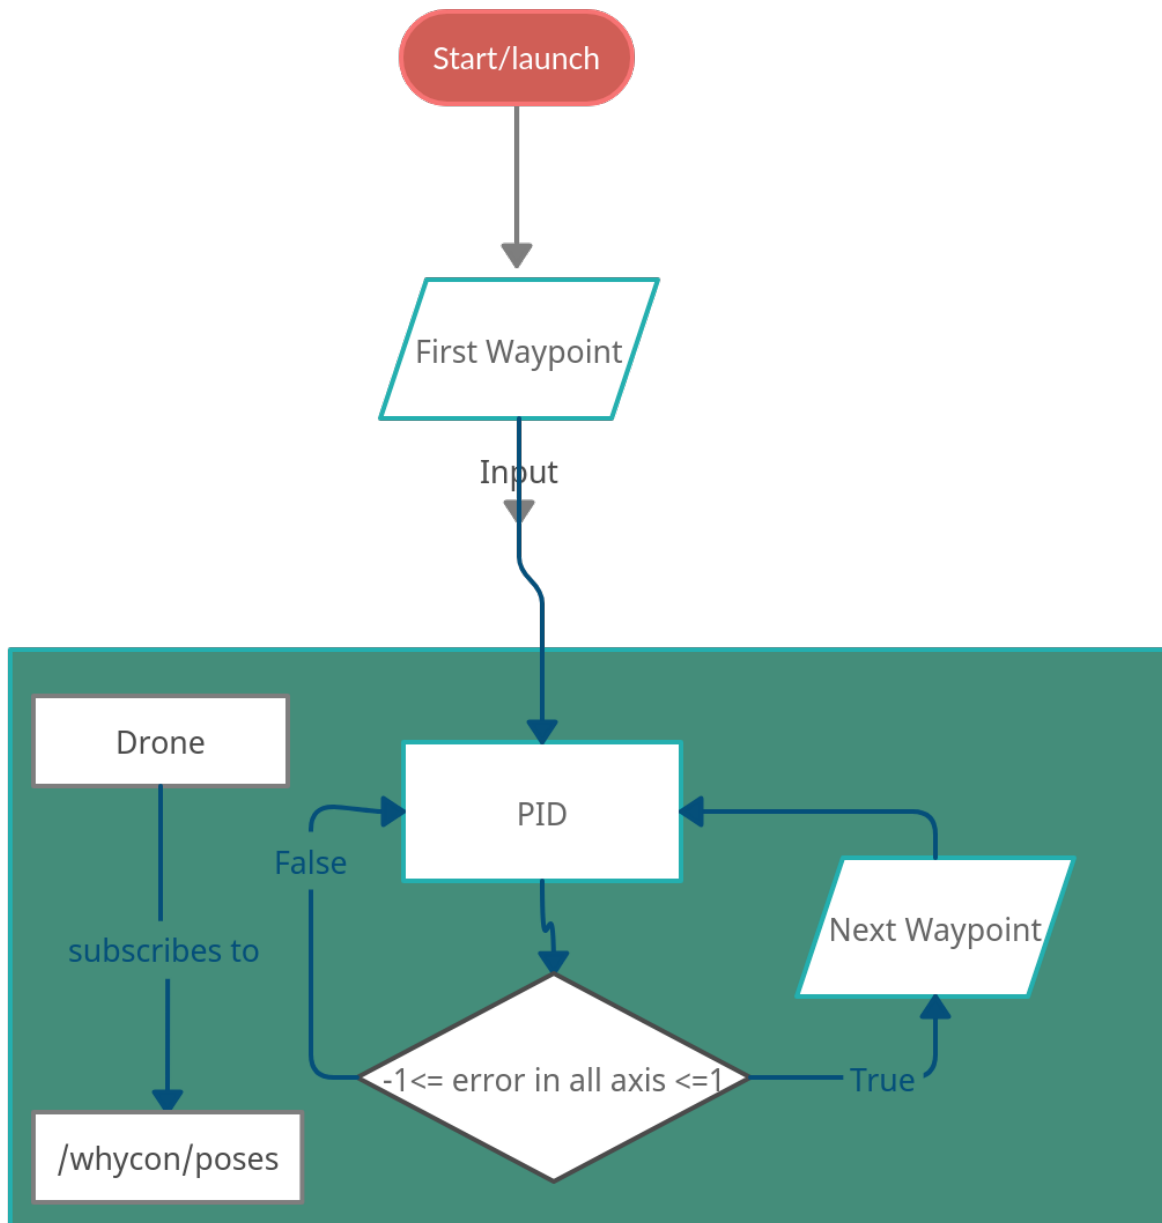 Start/launch
First Waypoint
Input
Drone
PID
False
Next Waypoint
subscribes to
-1<= error in all axis <=1
True
/whycon/poses